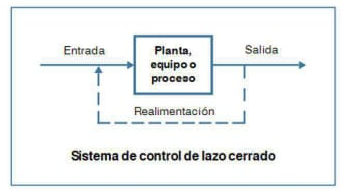 Entrada
Planta,
equipo o
proceso
Salida
Realimentación
Sistema de control de lazo cerrado